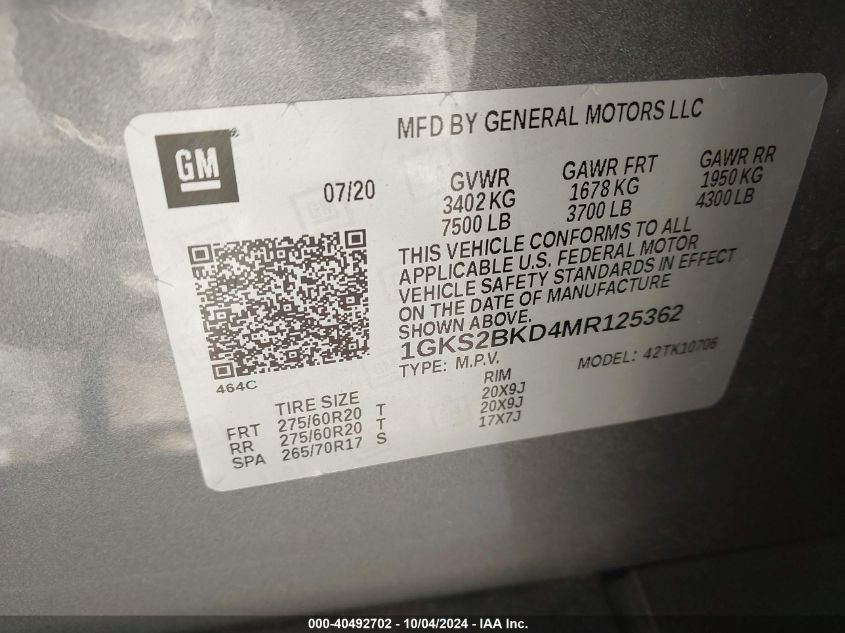 MFD BY GENERAL MOTORS LLC
GM
07/20
GVWR GAWR FRT GAWR RR
3402 KG 1678 KG 1950 KG
7500 LB 3700 LB 4300 LB
THIS VEHICLE CONFORMS TO ALL
APPLICABLE U.S. FEDERAL MOTOR
VEHICLE SAFETY STANDARDS IN EFFECT
ON THE DATE OF MANUFACTURE
SHOWN ABOVE.
1GKS2BKD4MR125362
TYPE: M.P.V. MODEL: 42TK10706
464C
TIRE SIZE RIM
FRT 275/60R20 T 20X9J
RR 275/60R20 T 20X9J
SPA 265/70R17 S 17X7J
000-40492702 - 10/04/2024 - IAA Inc.